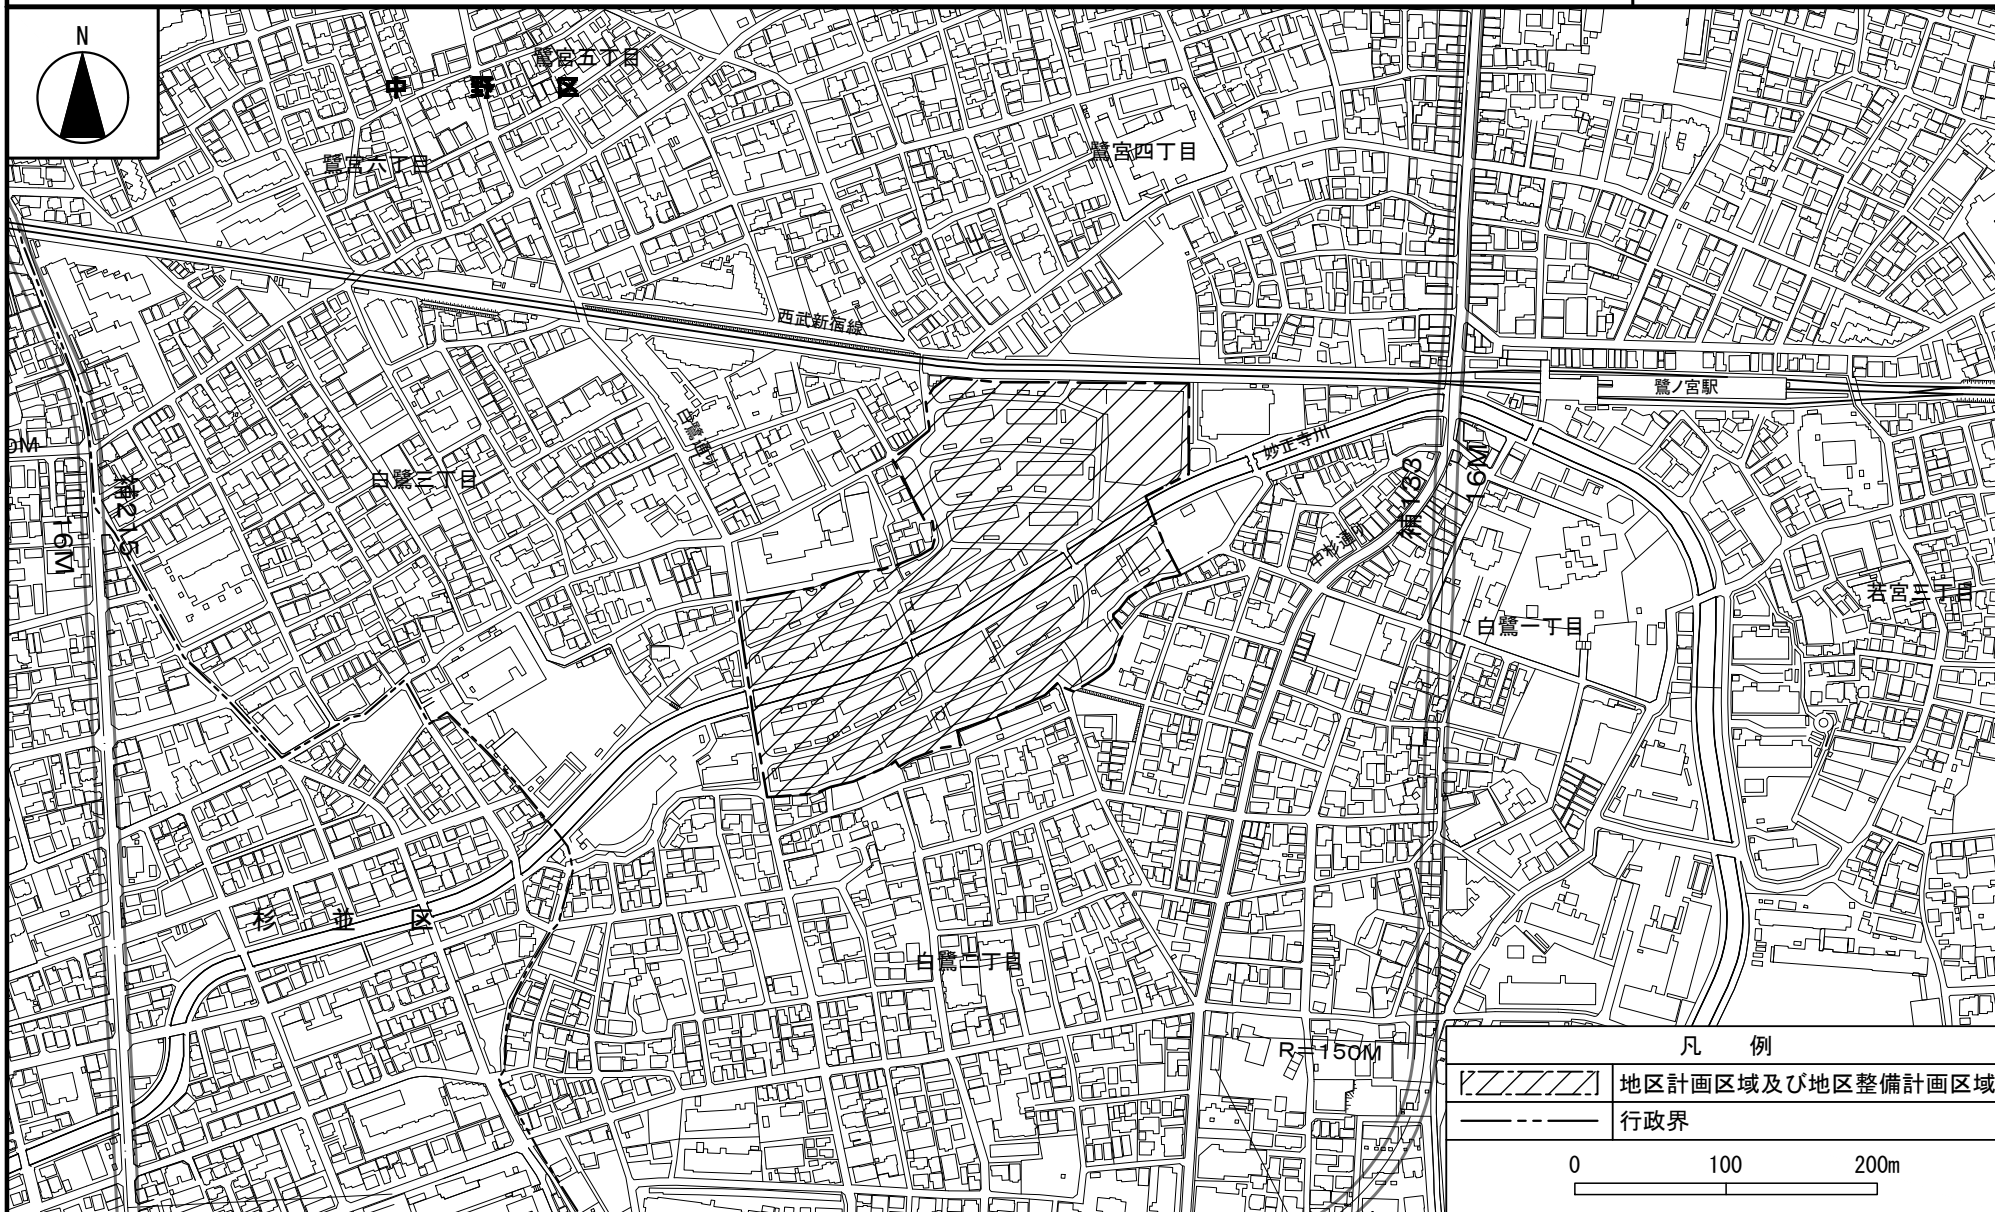 N
鷺宮五丁目
中野区
鷺宮六丁目
鷺宮四丁目
西武新宿線
鷺ノ宮駅
白鷺通り
妙正寺川
白鷺三丁目
補215
16M
補133
16M
中杉通り
若宮三丁目
白鷺一丁目
杉並区
白鷺二丁目
R=150M
凡例
地区計画区域及び地区整備計画区域
行政界
0 100 200m